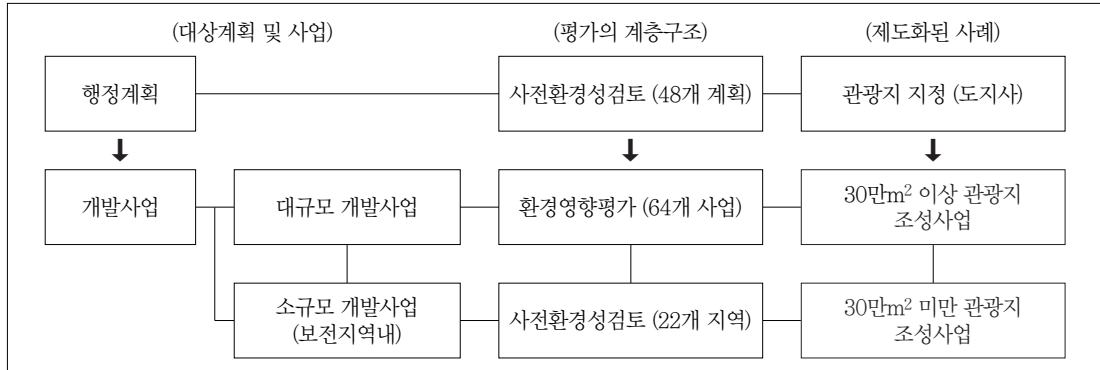 (대상계획 및 사업) (평가의 계층구조) (제도화된 사례)
행정계획 사전환경성검토 (48개 계획) 관광지 지정 (도지사)
개발사업 대규모 개발사업 환경영향평가 (64개 사업) 30만m² 이상 관광지
조성사업
소규모 개발사업
(보전지역내) 사전환경성검토 (22개 지역) 30만m² 미만 관광지
조성사업